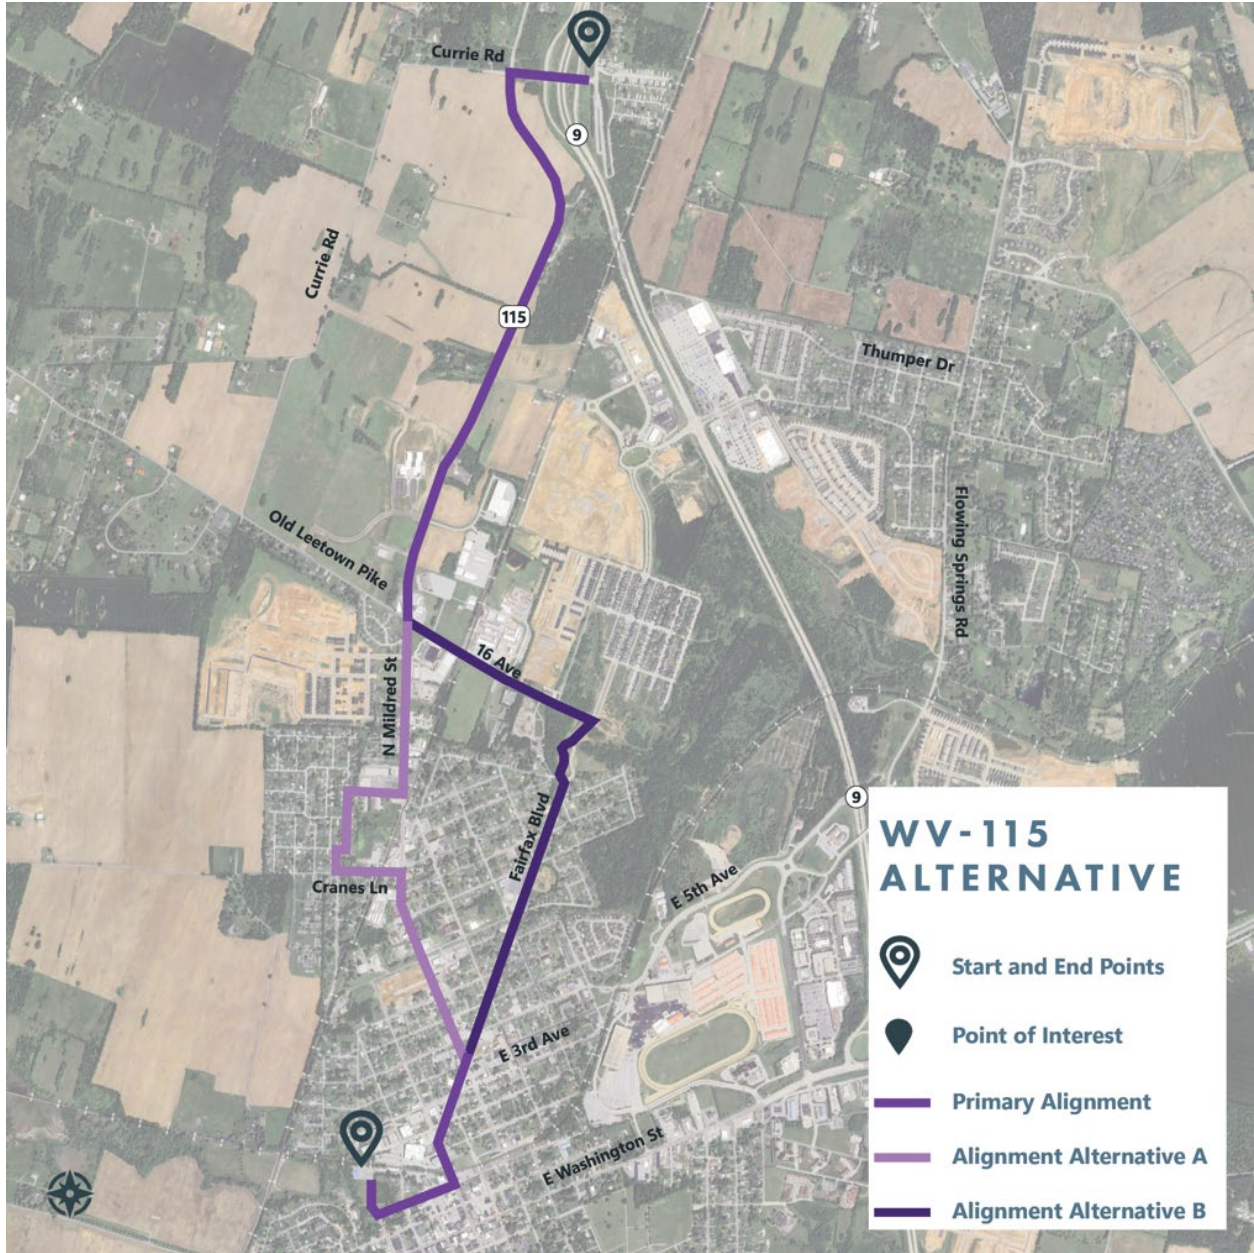 Currie Rd
9
Currie Rd
115
Thumper Dr
Flowing Springs Rd
Old Leetown Pike
16 Ave
N Mildred St
Fairfax Blvd
9
E 5th Ave
Cranes Ln
E 3rd Ave
E Washington St
WV-115
ALTERNATIVE
Start and End Points
Point of Interest
Primary Alignment
Alignment Alternative A
Alignment Alternative B